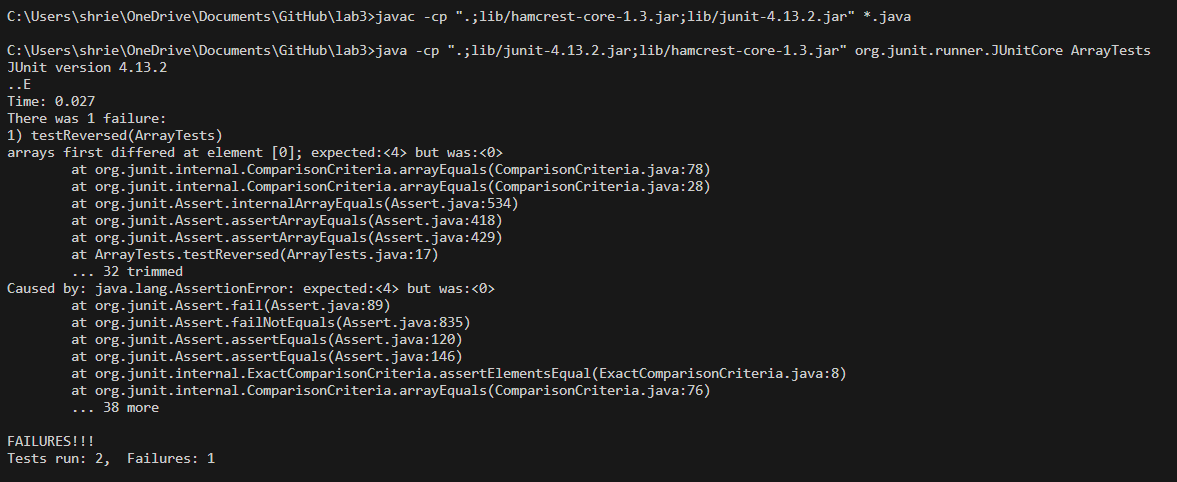 C:\Users\shrie\OneDrive\Documents\GitHub\lab3>javac -cp ".;lib/hamcrest-core-1.3.jar;lib/junit-4.13.2.jar" *.java
C:\Users\shrie\OneDrive\Documents\GitHub\lab3>java -cp ".;lib/junit-4.13.2.jar;lib/hamcrest-core-1.3.jar" org.junit.runner.JUnitCore ArrayTests
JUnit version 4.13.2
..E
Time: 0.027
There was 1 failure:
1) testReversed(ArrayTests)
arrays first differed at element [0]; expected:<4> but was:<0>
at org.junit.internal.ComparisonCriteria.arrayEquals(ComparisonCriteria.java:78)
at org.junit.internal.ComparisonCriteria.arrayEquals(ComparisonCriteria.java:28)
at org.junit.Assert.internalArrayEquals(Assert.java:534)
at org.junit.Assert.assertArrayEquals(Assert.java:418)
at org.junit.Assert.assertArrayEquals(Assert.java:429)
at ArrayTests.testReversed(ArrayTests.java:17)
... 32 trimmed
Caused by: java.lang.AssertionError: expected:<4> but was:<0>
at org.junit.Assert.fail(Assert.java:89)
at org.junit.Assert.failNotEquals(Assert.java:835)
at org.junit.Assert.assertEquals(Assert.java:120)
at org.junit.Assert.assertEquals(Assert.java:146)
at org.junit.internal.ExactComparisonCriteria.assertElementsEqual(ExactComparisonCriteria.java:8)
at org.junit.internal.ComparisonCriteria.arrayEquals(ComparisonCriteria.java:76)
... 38 more
FAILURES!!!
Tests run: 2,  Failures: 1